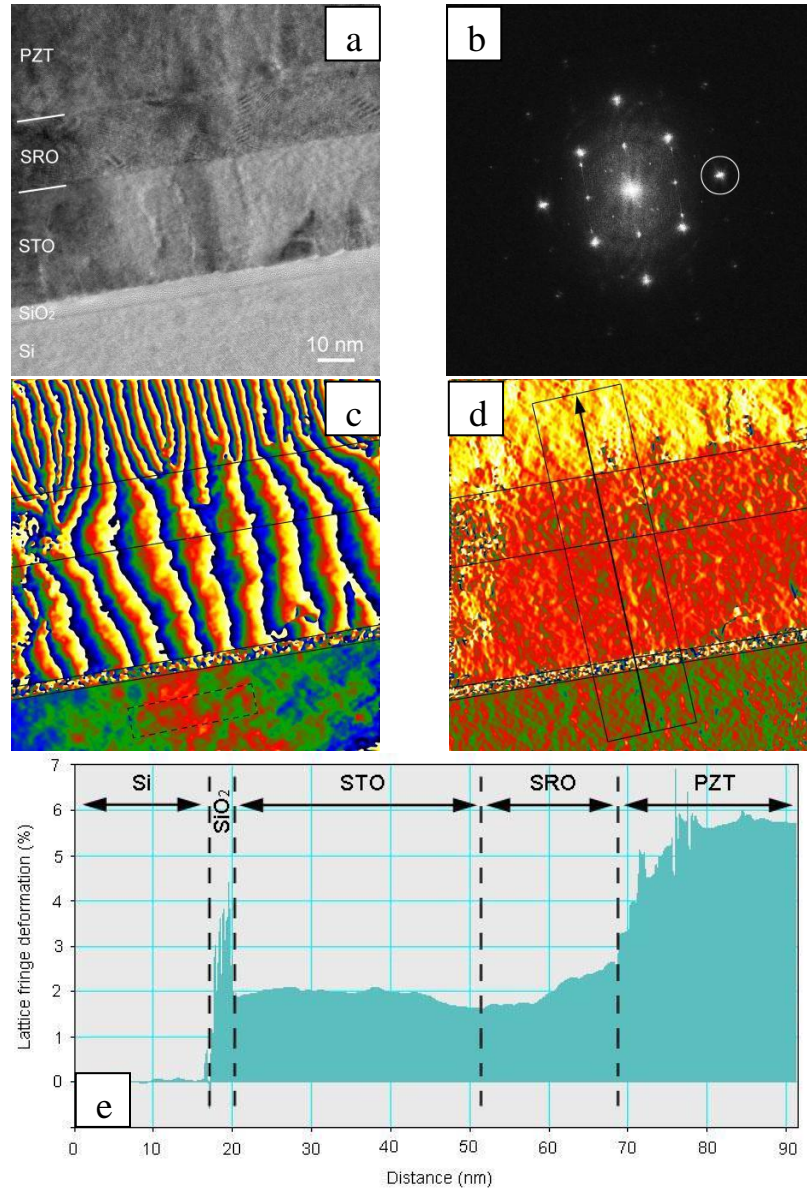 a
PZT
SRO
STO
SiO₂
Si
10 nm
b
c
d
Lattice fringe deformation (%)
7
6
5
4
3
2
1
0
Si
SiO₂
STO
SRO
PZT
e
0 10 20 30 40 50 60 70 80 90
Distance (nm)